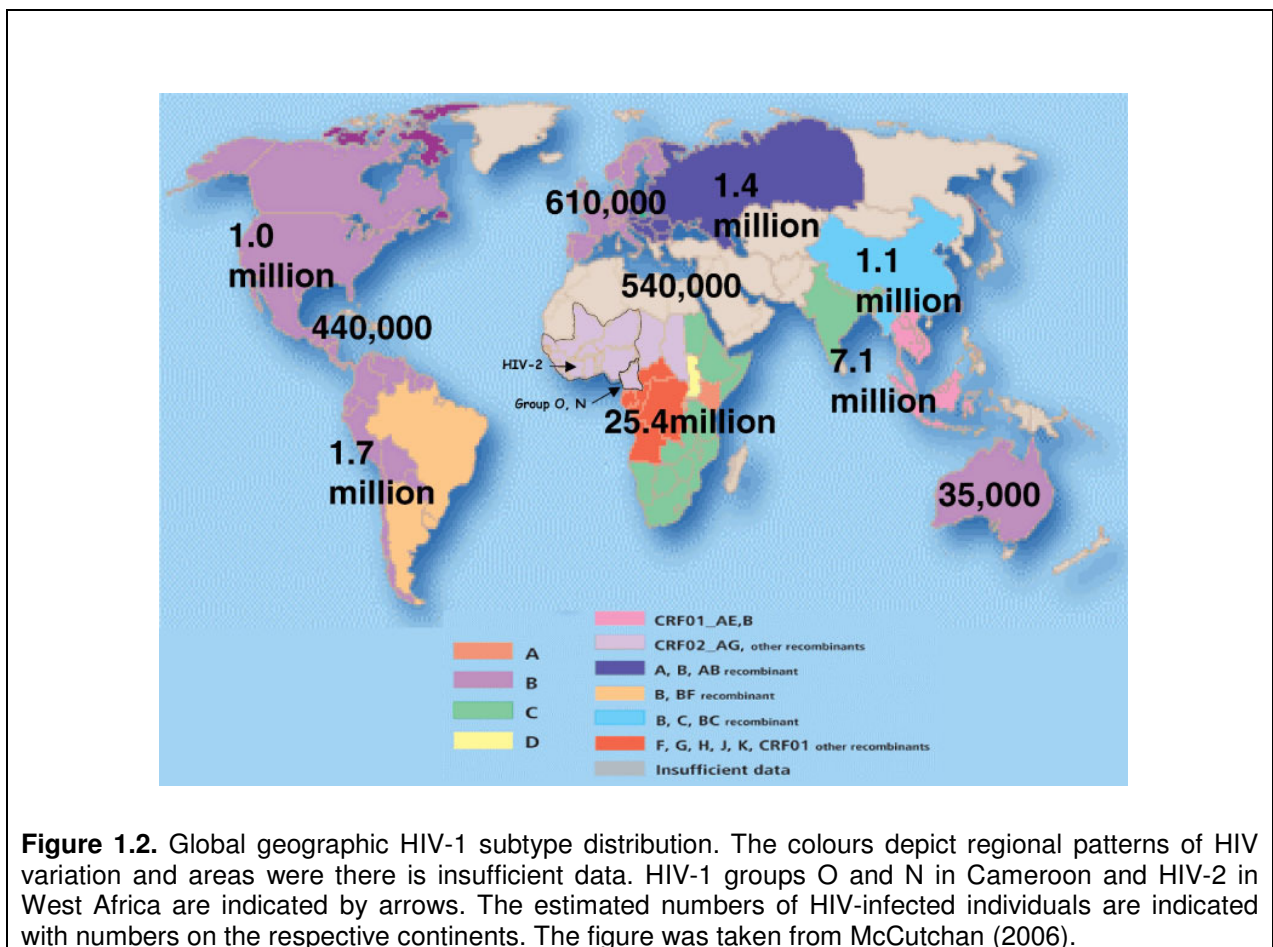 610,000
1.4
million
1.0
million
1.1
million
540,000
440,000
HIV-2
7.1
million
Group O, N
25.4million
1.7
million
35,000
A
B
C
D
CRF01_AE,B
CRF02_AG, other recombinants
A, B, AB recombinant
B, BF recombinant
B, C, BC recombinant
F, G, H, J, K, CRF01 other recombinants
Insufficient data
Figure 1.2. Global geographic HIV-1 subtype distribution. The colours depict regional patterns of HIV
variation and areas were there is insufficient data. HIV-1 groups O and N in Cameroon and HIV-2 in
West Africa are indicated by arrows. The estimated numbers of HIV-infected individuals are indicated
with numbers on the respective continents. The figure was taken from McCutchan (2006).